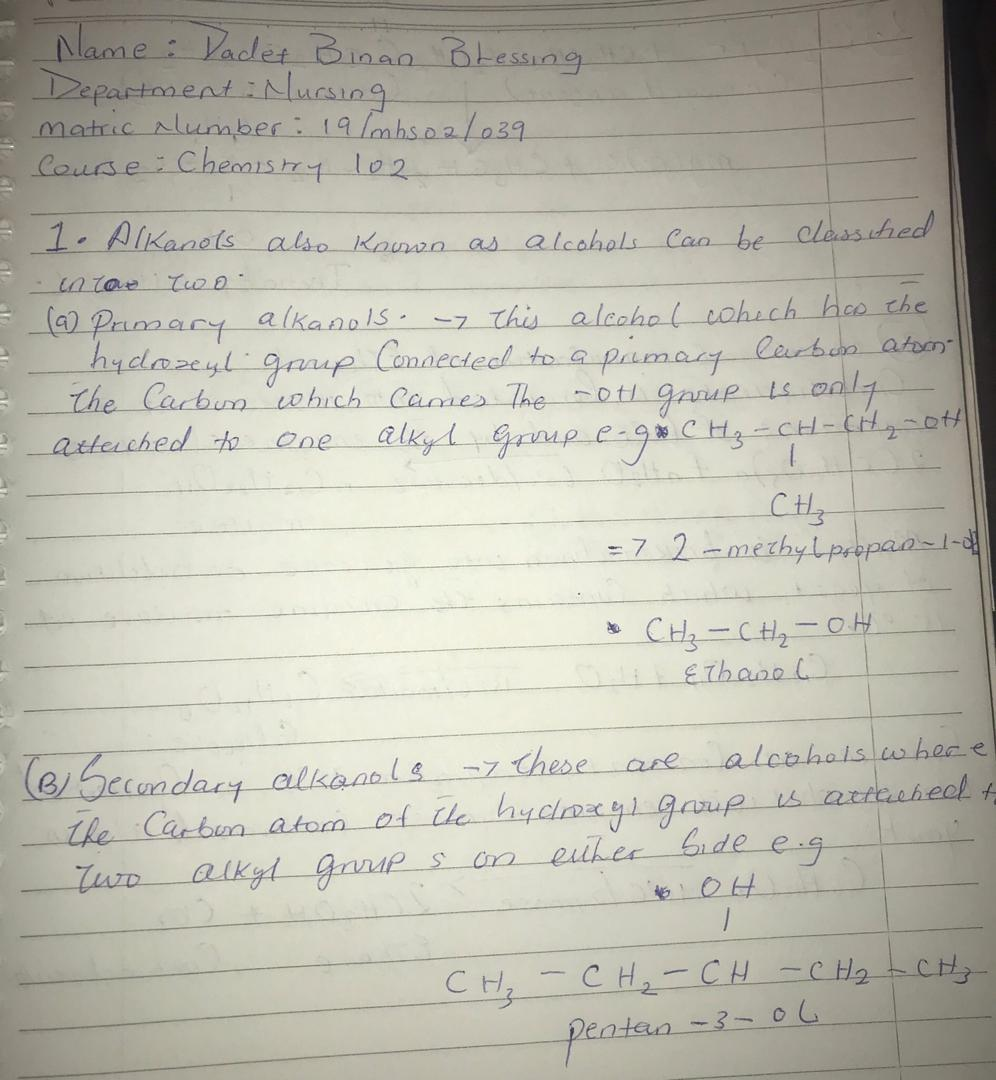 Name : Dadet Binan Blessing
Department : Nursing
Matric Number : 19/mhs02/039
Course : Chemistry 102
1. Alkanols also known as alcohols can be classified
into two.
(a) Primary alkanols. → this alcohol which has the
hydroxyl group connected to a primary carbon atom.
The carbon which carries the -OH group is only
attached to one alkyl group e.g • CH3 - CH - CH2 - OH
|
CH3
=> 2 - methylpropan-1-ol
• CH3 - CH2 - OH
Ethanol
(B) Secondary alkanols → these are alcohols where
the carbon atom of the hydroxyl group is attached t
two alkyl groups on either side e.g
• OH
|
CH3 - CH2 - CH - CH2 - CH3
pentan -3- ol